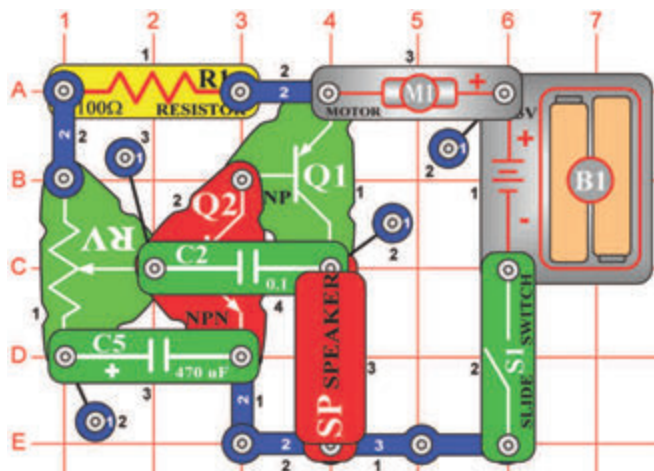 1 2 3 4 5 6 7
1 2 3
A R1 2 M1 +
100Ω RESISTOR MOTOR V
2 2 3 1 2 1 +
B 2 Q2 NP Q1 1 1 B1
RV 1 2 -
C C2 0.1
1 NPN 4 SPEAKER SWITCH
D C5 + 470 uF 3 2 S1
1 2 3 2 1 SP SLIDE
E 2 3
2 1